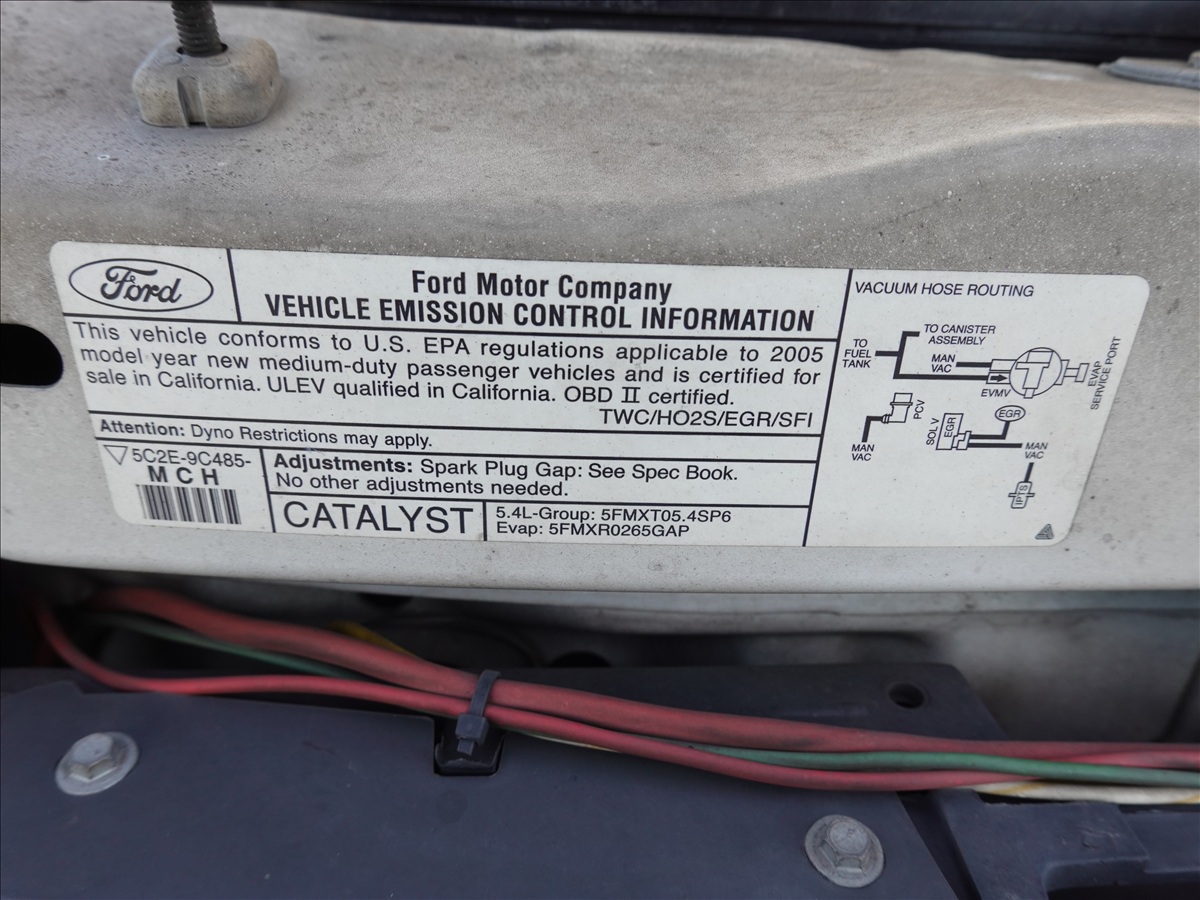 Ford
Ford Motor Company
VEHICLE EMISSION CONTROL INFORMATION
This vehicle conforms to U.S. EPA regulations applicable to 2005
model year new medium-duty passenger vehicles and is certified for
sale in California. ULEV qualified in California. OBD II certified.
TWC/HO2S/EGR/SFI
Attention: Dyno Restrictions may apply.
5C2E-9C485-
MCH
Adjustments: Spark Plug Gap: See Spec Book.
No other adjustments needed.
CATALYST
5.4L-Group: 5FMXT05.4SP6
Evap: 5FMXR0265GAP
VACUUM HOSE ROUTING
TO CANISTER
ASSEMBLY
TO
FUEL
TANK
MAN
VAC
EVMV
EVAP
SERVICE PORT
PCV
MAN
VAC
SOL V
EGR
EGR
MAN
VAC
IPTS